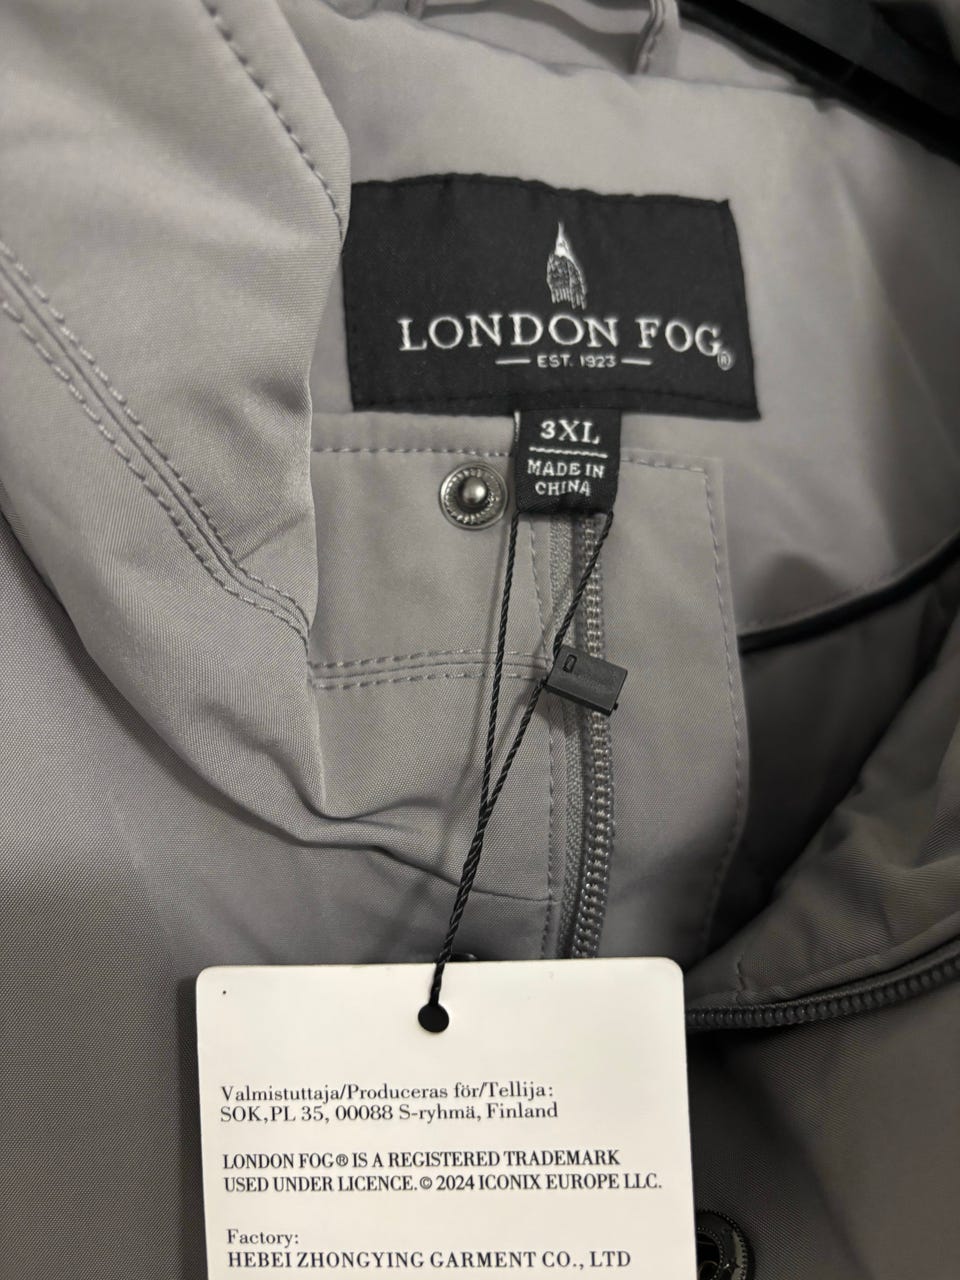 LONDON FOG®
EST. 1923
3XL
MADE IN
CHINA
Valmistuttaja/Produceras för/Tellija:
SOK,PL 35, 00088 S-ryhmä, Finland
LONDON FOG® IS A REGISTERED TRADEMARK
USED UNDER LICENCE.© 2024 ICONIX EUROPE LLC.
Factory:
HEBEI ZHONGYING GARMENT CO., LTD